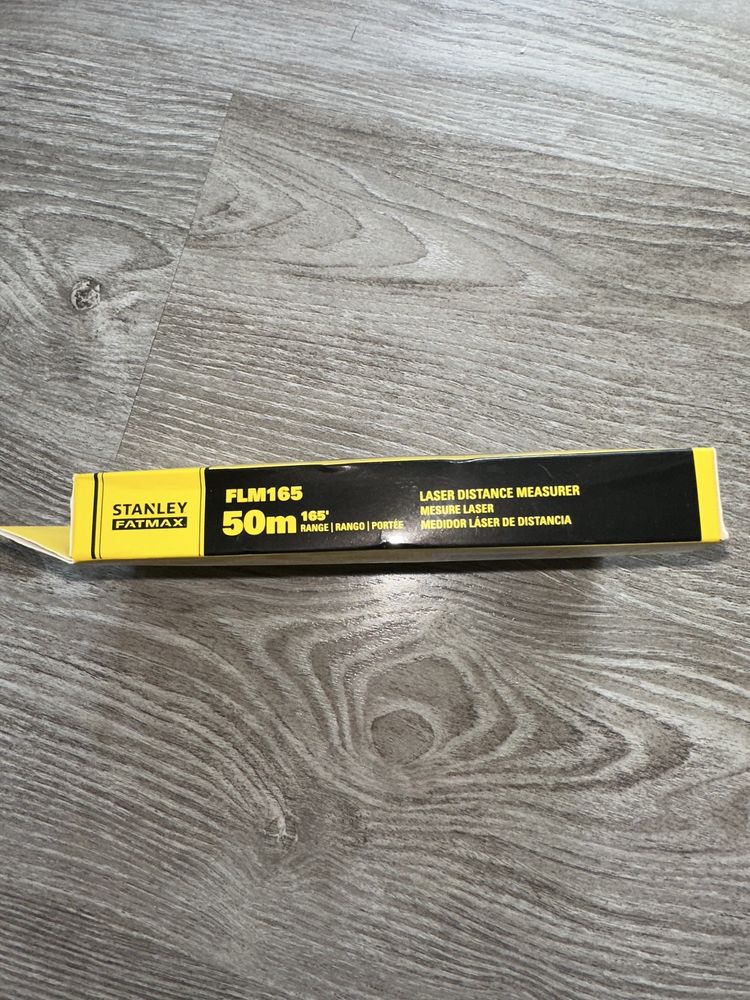 STANLEY
FATMAX
FLM165
50m 165'
RANGE | RANGO | PORTÉE
LASER DISTANCE MEASURER
MESURE LASER
MEDIDOR LÁSER DE DISTANCIA